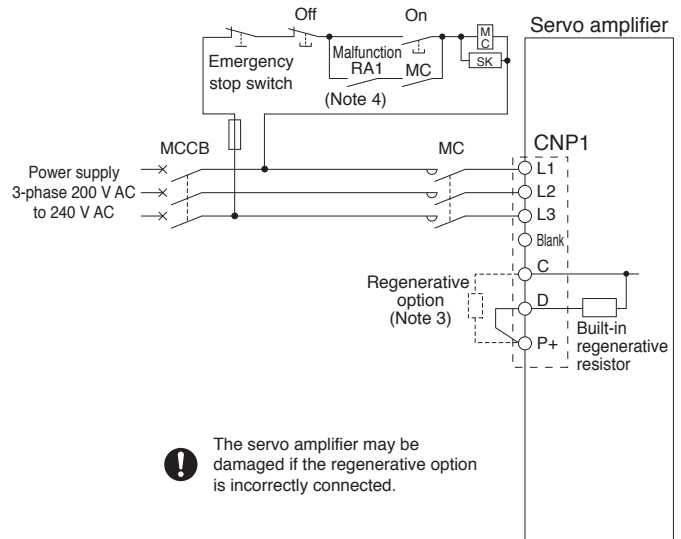 Off
On
Servo amplifier
Emergency
stop switch
Malfunction
RA1
MC
(Note 4)
M
C
SK
MCCB
MC
CNP1
Power supply
3-phase 200 V AC
to 240 V AC
L1
L2
L3
Blank
C
Regenerative
option
(Note 3)
D
P+
Built-in
regenerative
resistor
The servo amplifier may be
damaged if the regenerative option
is incorrectly connected.